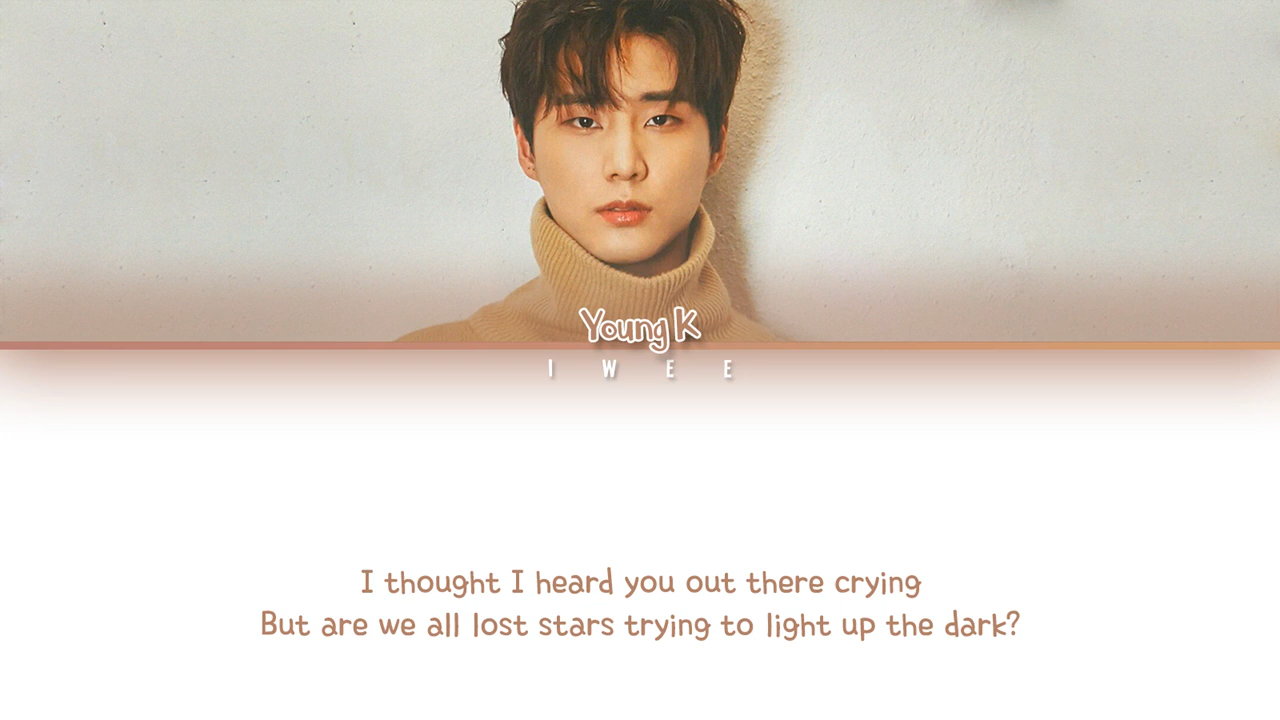 Young K
I W E E
I thought I heard you out there crying
But are we all lost stars trying to light up the dark?